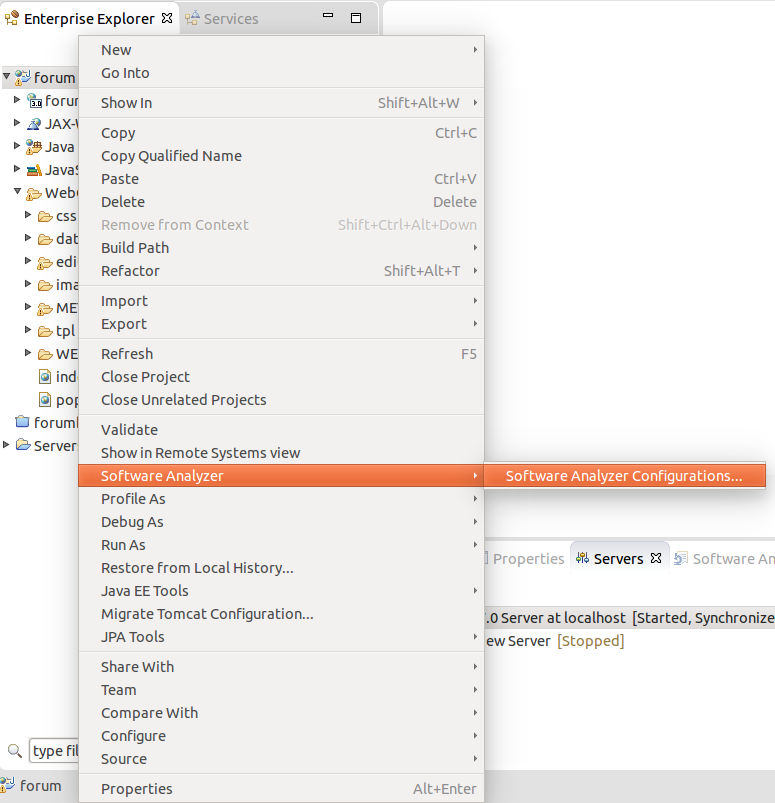 Enterprise Explorer Services
New
Go Into
Show In Shift+Alt+W
Copy Ctrl+C
Copy Qualified Name
Paste Ctrl+V
Delete Delete
Remove from Context Shift+Ctrl+Alt+Down
Build Path
Refactor Shift+Alt+T
Import
Export
Refresh F5
Close Project
Close Unrelated Projects
Validate
Show in Remote Systems view
Software Analyzer
Profile As
Debug As
Run As
Restore from Local History...
Java EE Tools
Migrate Tomcat Configuration...
JPA Tools
Share With
Team
Compare With
Configure
Source
Properties Alt+Enter
Software Analyzer Configurations...
forum
foru
3.0
JAX-
Java
JavaS
Web
css
dat
edi
ima
ME
tpl
WE
ind
pop
forum
Server
type fil
forum
Properties Servers Software An
.0 Server at localhost [Started, Synchronize
ew Server [Stopped]